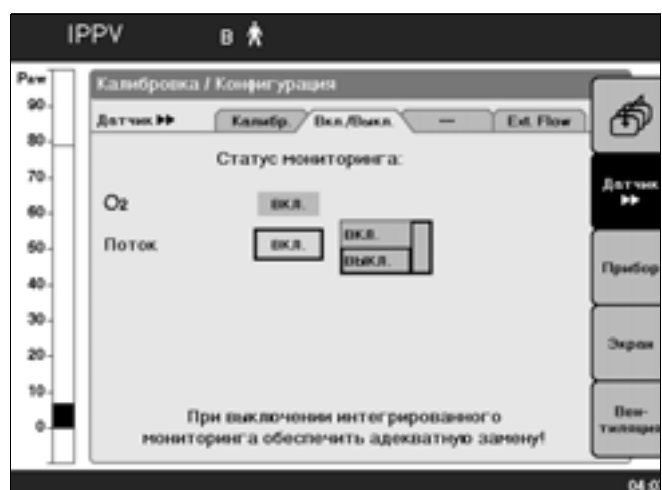 IPPV В
Paw
Калибровка / Конфигурация
Датчик Калибр. Вкл./Выкл. — Ext. Flow
Статус мониторинга:
O2 вкл.
Поток вкл. вкл.
выкл.
При выключении интегрированного
мониторинга обеспечить адекватную замену!
90
80
70
60
50
40
30
20
10
0
Датчик
Прибор
Экран
Вен-
тиляция